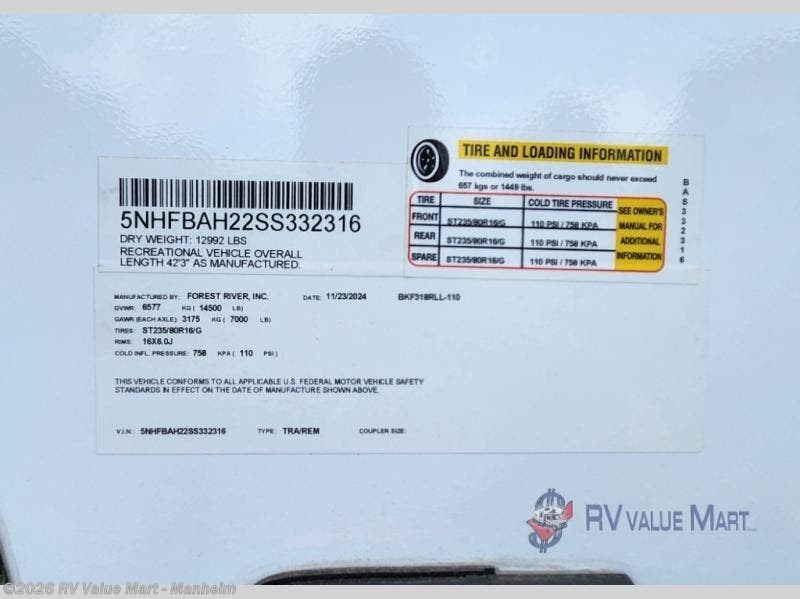 5NHFBAH22SS332316
DRY WEIGHT: 12992 LBS
RECREATIONAL VEHICLE OVERALL
LENGTH 42'3" AS MANUFACTURED.
TIRE AND LOADING INFORMATION
The combined weight of cargo should never exceed
657 kgs or 1449 lbs.
TIRE SIZE COLD TIRE PRESSURE
FRONT ST235/80R16/G 110 PSI / 758 KPA
REAR ST235/80R16/G 110 PSI / 758 KPA
SPARE ST235/80R16/G 110 PSI / 758 KPA
SEE OWNER'S
MANUAL FOR
ADDITIONAL
INFORMATION
BAS332316
MANUFACTURED BY: FOREST RIVER, INC. DATE: 11/23/2024 BKF318RLL-110
GVWR: 6577 KG ( 14500 LB)
GAWR (EACH AXLE): 3175 KG ( 7000 LB)
TIRES: ST235/80R16/G
RIMS: 16X6.0J
COLD INFL. PRESSURE: 758 KPA ( 110 PSI )
THIS VEHICLE CONFORMS TO ALL APPLICABLE U.S. FEDERAL MOTOR VEHICLE SAFETY
STANDARDS IN EFFECT ON THE DATE OF MANUFACTURE SHOWN ABOVE.
V.I.N.: 5NHFBAH22SS332316 TYPE: TRA/REM COUPLER SIZE:
RV VALUE MART
©2026 RV Value Mart - Manheim